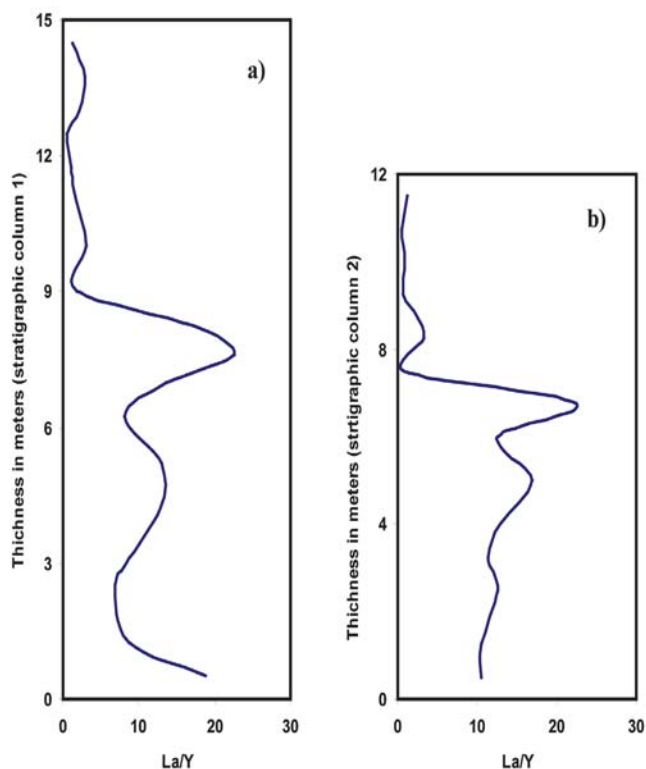 a)
15
12
9
6
3
0
0 10 20 30
La/Y
Thichness in meters (stratigraphic column 1)
b)
12
8
4
0
0 10 20 30
La/Y
Thichness in meters (strtigraphic column 2)